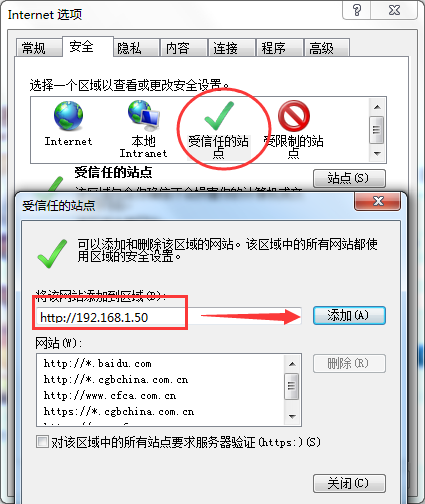 Internet 选项
常规 安全 隐私 内容 连接 程序 高级
选择一个区域以查看或更改安全设置。
Internet 本地 受信任的站 受限制的站
Intranet 点 点
受信任的站点
站点(S)
受信任的站点
可以添加和删除该区域的网站。该区域中的所有网站都使
用区域的安全设置。
将该网站添加到区域(D):
http://192.168.1.50 添加(A)
网站(W):
http://*.baidu.com 删除(R)
http://*.cgbchina.com.cn
http://www.cfca.com.cn
https://*.cgbchina.com.cn
对该区域中的所有站点要求服务器验证(https:)(S)
关闭(C)